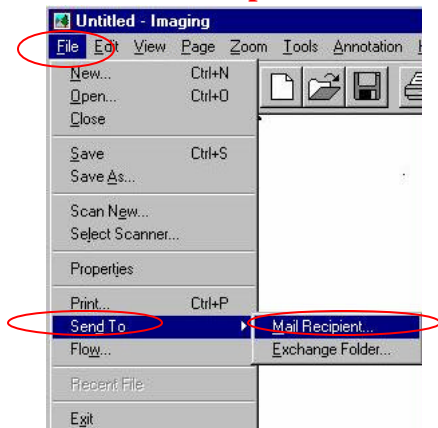 Untitled - Imaging
File Edit View Page Zoom Tools Annotation
New... Ctrl+N
Open... Ctrl+O
Close
Save Ctrl+S
Save As...
Scan New...
Select Scanner...
Properties
Print... Ctrl+P
Send To Mail Recipient...
Flow... Exchange Folder...
Recent File
Exit